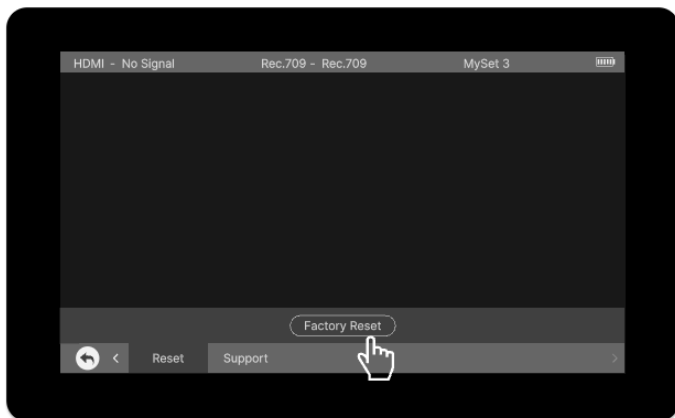 HDMI - No Signal Rec.709 - Rec.709 MySet 3
Factory Reset
Reset Support